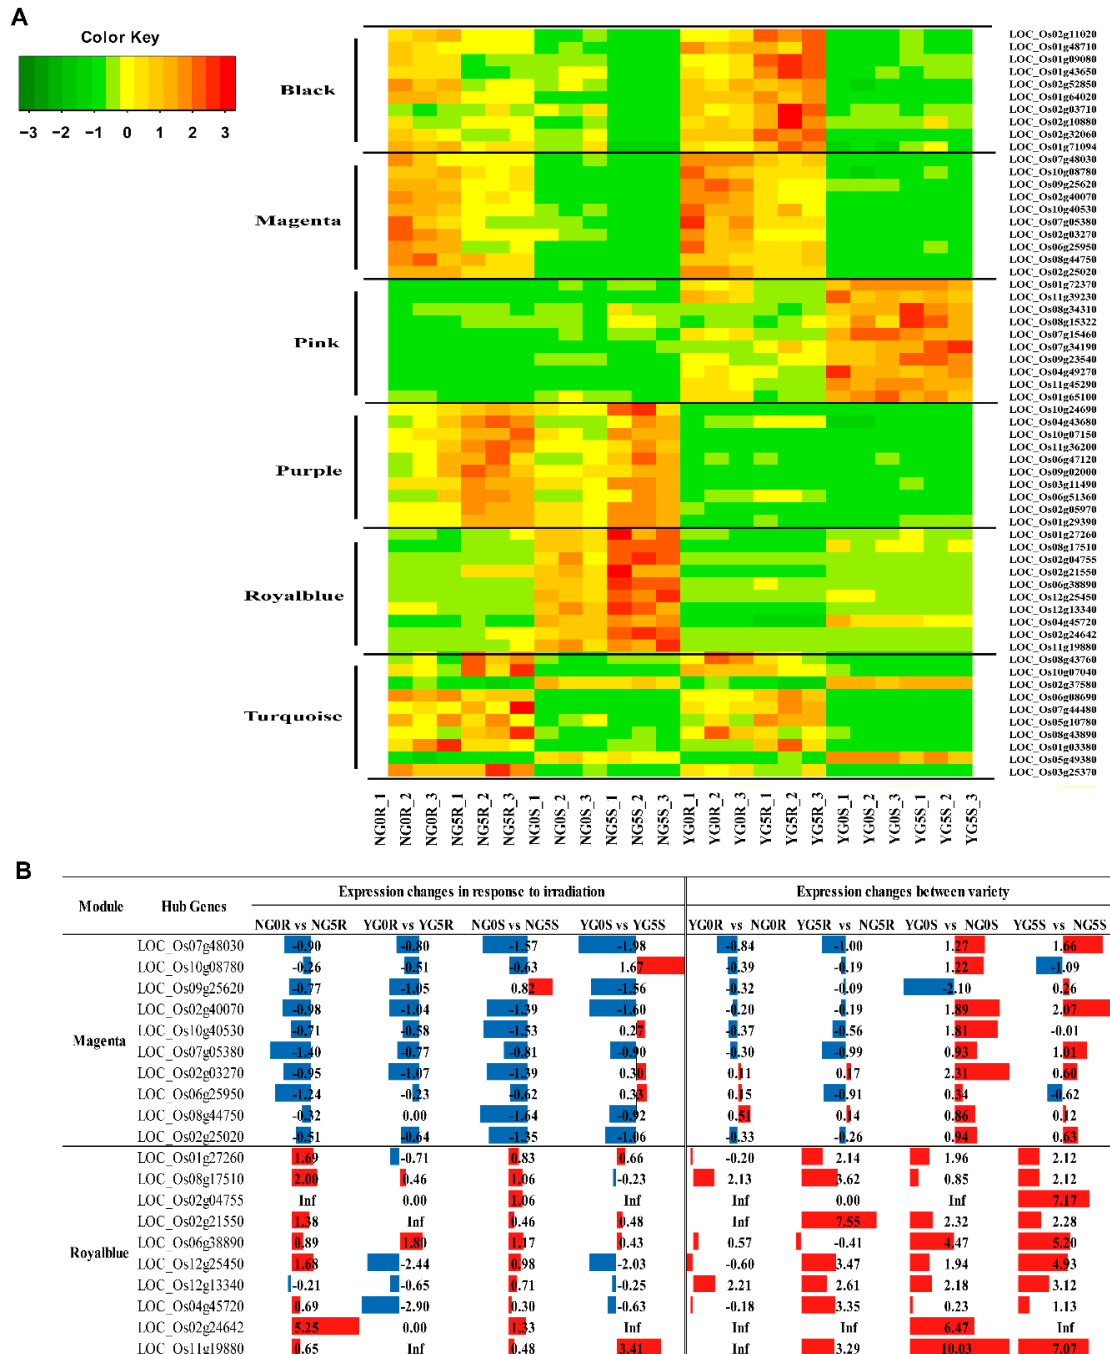 A
Color Key
−3 −2 −1 0 1 2 3
Black
Magenta
Pink
Purple
Royalblue
Turquoise
LOC_Os02g11020
LOC_Os01g48710
LOC_Os01g09080
LOC_Os01g43650
LOC_Os02g52850
LOC_Os01g64020
LOC_Os02g03710
LOC_Os02g10880
LOC_Os02g32060
LOC_Os01g71094
LOC_Os07g48030
LOC_Os10g08780
LOC_Os09g25620
LOC_Os02g40070
LOC_Os10g40530
LOC_Os07g05380
LOC_Os02g03270
LOC_Os06g25950
LOC_Os08g44750
LOC_Os02g25020
LOC_Os01g72370
LOC_Os11g39230
LOC_Os08g34310
LOC_Os08g15322
LOC_Os07g15460
LOC_Os07g34190
LOC_Os09g23540
LOC_Os04g49270
LOC_Os11g45290
LOC_Os01g65100
LOC_Os10g24690
LOC_Os04g43680
LOC_Os10g07150
LOC_Os11g36200
LOC_Os06g47120
LOC_Os09g02000
LOC_Os03g11490
LOC_Os06g51360
LOC_Os02g05970
LOC_Os01g29390
LOC_Os01g27260
LOC_Os08g17510
LOC_Os02g04755
LOC_Os02g21550
LOC_Os06g38890
LOC_Os12g25450
LOC_Os12g13340
LOC_Os04g45720
LOC_Os02g24642
LOC_Os11g19880
LOC_Os08g43760
LOC_Os10g07040
LOC_Os02g37580
LOC_Os06g08690
LOC_Os07g44480
LOC_Os05g10780
LOC_Os08g43890
LOC_Os01g03380
LOC_Os05g49380
LOC_Os03g25370
NG0R_1 NG0R_2 NG0R_3 NG5R_1 NG5R_2 NG5R_3 NG0S_1 NG0S_2 NG0S_3 NG5S_1 NG5S_2 NG5S_3 YG0R_1 YG0R_2 YG0R_3 YG5R_1 YG5R_2 YG5R_3 YG0S_1 YG0S_2 YG0S_3 YG5S_1 YG5S_2 YG5S_3
B
Module Hub Genes Expression changes in response to irradiation Expression changes between variety
NG0R vs NG5R YG0R vs YG5R NG0S vs NG5S YG0S vs YG5S YG0R vs NG0R YG5R vs NG5R YG0S vs NG0S YG5S vs NG5S
Magenta
LOC_Os07g48030 -0.90 -0.80 -1.57 -1.98 -0.84 -1.00 1.27 1.66
LOC_Os10g08780 -0.26 -0.51 -0.63 1.67 -0.39 -0.19 1.22 -1.09
LOC_Os09g25620 -0.77 -1.05 0.82 -1.56 -0.32 -0.09 -2.10 0.26
LOC_Os02g40070 -0.98 -1.04 -1.39 -1.60 -0.20 -0.19 1.89 2.07
LOC_Os10g40530 -0.71 -0.58 -1.53 0.27 -0.37 -0.56 1.81 -0.01
LOC_Os07g05380 -1.40 -0.77 -0.81 -0.90 -0.30 -0.99 0.93 1.01
LOC_Os02g03270 -0.95 -1.07 -1.39 0.30 0.11 0.17 2.31 0.60
LOC_Os06g25950 -1.24 -0.23 -0.62 0.33 0.15 -0.91 0.34 -0.62
LOC_Os08g44750 -0.32 0.00 -1.64 -0.92 0.51 0.14 0.86 0.12
LOC_Os02g25020 -0.51 -0.64 -1.35 -1.06 -0.33 -0.26 0.94 0.63
Royalblue
LOC_Os01g27260 1.69 -0.71 0.83 0.66 -0.20 2.14 1.96 2.12
LOC_Os08g17510 2.00 0.46 1.06 -0.23 2.13 3.62 0.85 2.12
LOC_Os02g04755 Inf 0.00 1.06 Inf Inf 0.00 Inf 7.17
LOC_Os02g21550 1.38 Inf 0.46 0.48 Inf 7.55 2.32 2.28
LOC_Os06g38890 0.89 1.80 1.17 0.43 0.57 -0.41 4.47 5.20
LOC_Os12g25450 1.68 -2.44 0.98 -2.03 -0.60 3.47 1.94 4.93
LOC_Os12g13340 -0.21 -0.65 0.71 -0.25 2.21 2.61 2.18 3.12
LOC_Os04g45720 0.69 -2.90 0.30 -0.63 -0.18 3.35 0.23 1.13
LOC_Os02g24642 5.25 0.00 1.33 Inf Inf Inf 6.47 Inf
LOC_Os11g19880 0.65 Inf 0.48 3.41 Inf 3.29 10.03 7.07